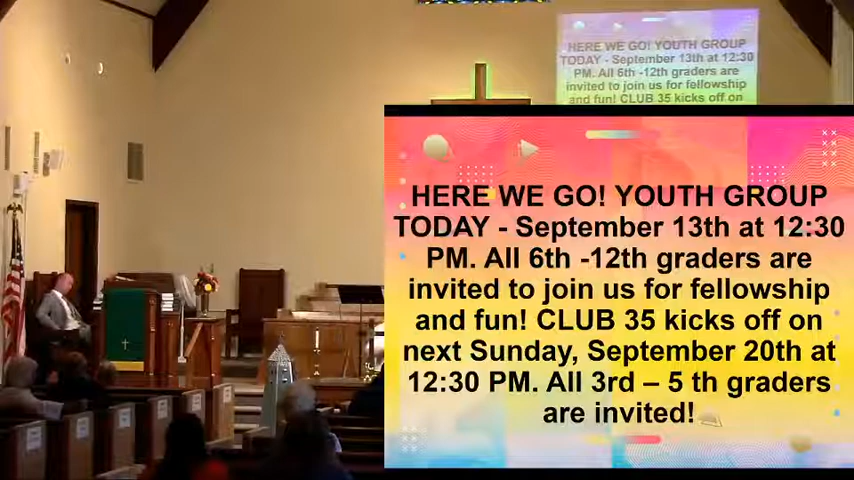 HERE WE GO! YOUTH GROUP
TODAY - September 13th at 12:30
PM. All 6th -12th graders are
invited to join us for fellowship
and fun! CLUB 35 kicks off on
HERE WE GO! YOUTH GROUP
TODAY - September 13th at 12:30
PM. All 6th -12th graders are
invited to join us for fellowship
and fun! CLUB 35 kicks off on
next Sunday, September 20th at
12:30 PM. All 3rd – 5 th graders
are invited!